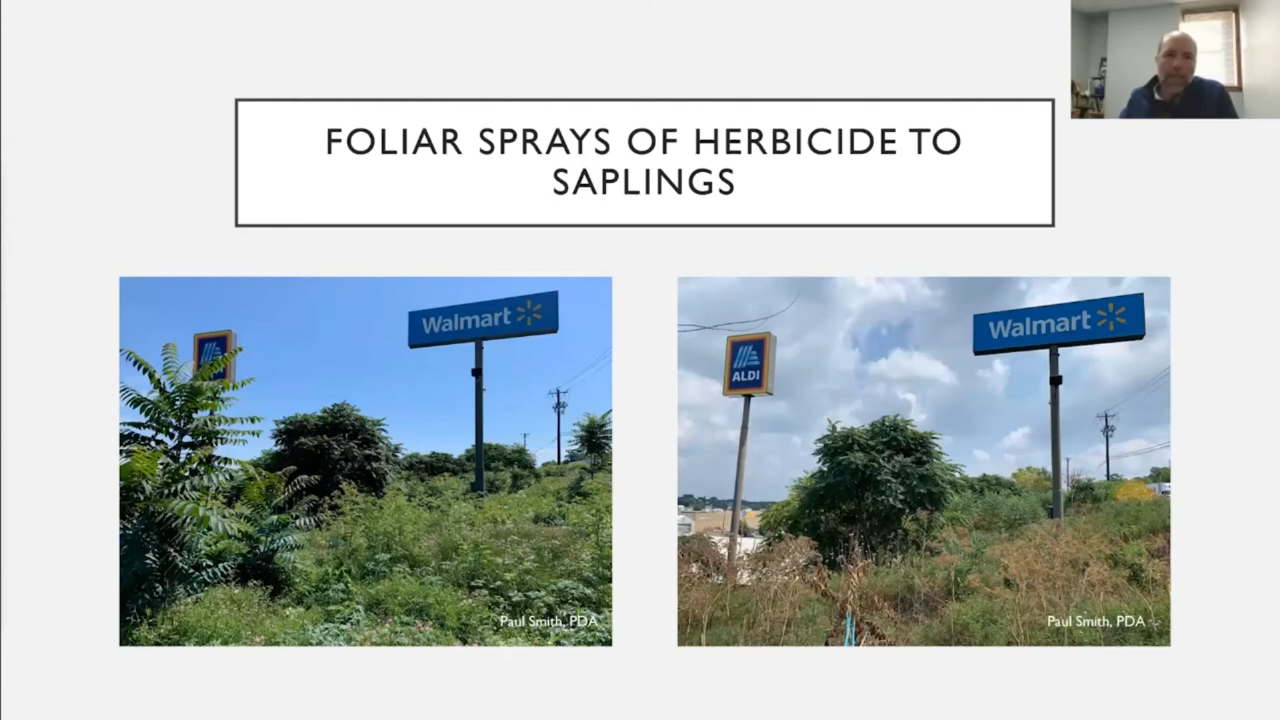 FOLIAR SPRAYS OF HERBICIDE TO
SAPLINGS
Walmart
Paul Smith, PDA
Walmart
ALDI
Paul Smith, PDA